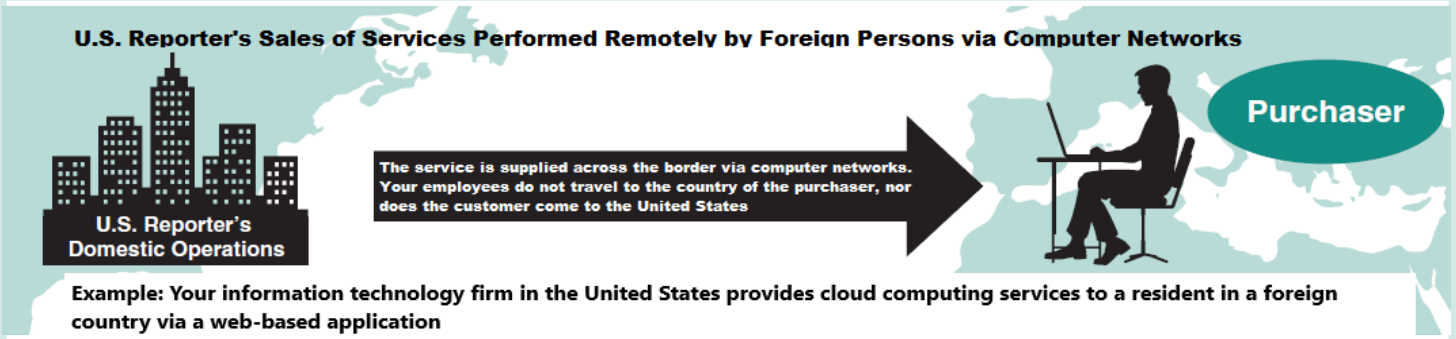 U.S. Reporter's Sales of Services Performed Remotely by Foreign Persons via Computer Networks
The service is supplied across the border via computer networks.
Your employees do not travel to the country of the purchaser, nor
does the customer come to the United States
Purchaser
U.S. Reporter's
Domestic Operations
Example: Your information technology firm in the United States provides cloud computing services to a resident in a foreign
country via a web-based application